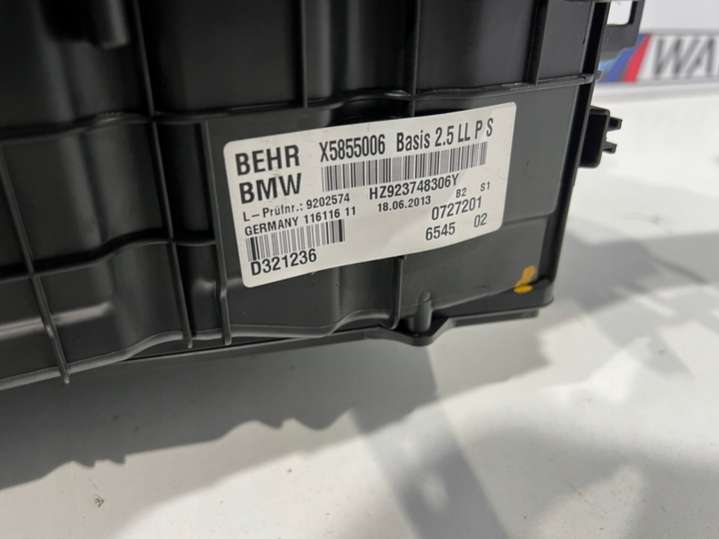 BEHR X5855006 Basis 2.5 LL P S
BMW HZ923748306Y
L-Prüfnr.: 9202574 18.06.2013 B2 S1
GERMANY 116116 11 0727201
D321236 6545 02